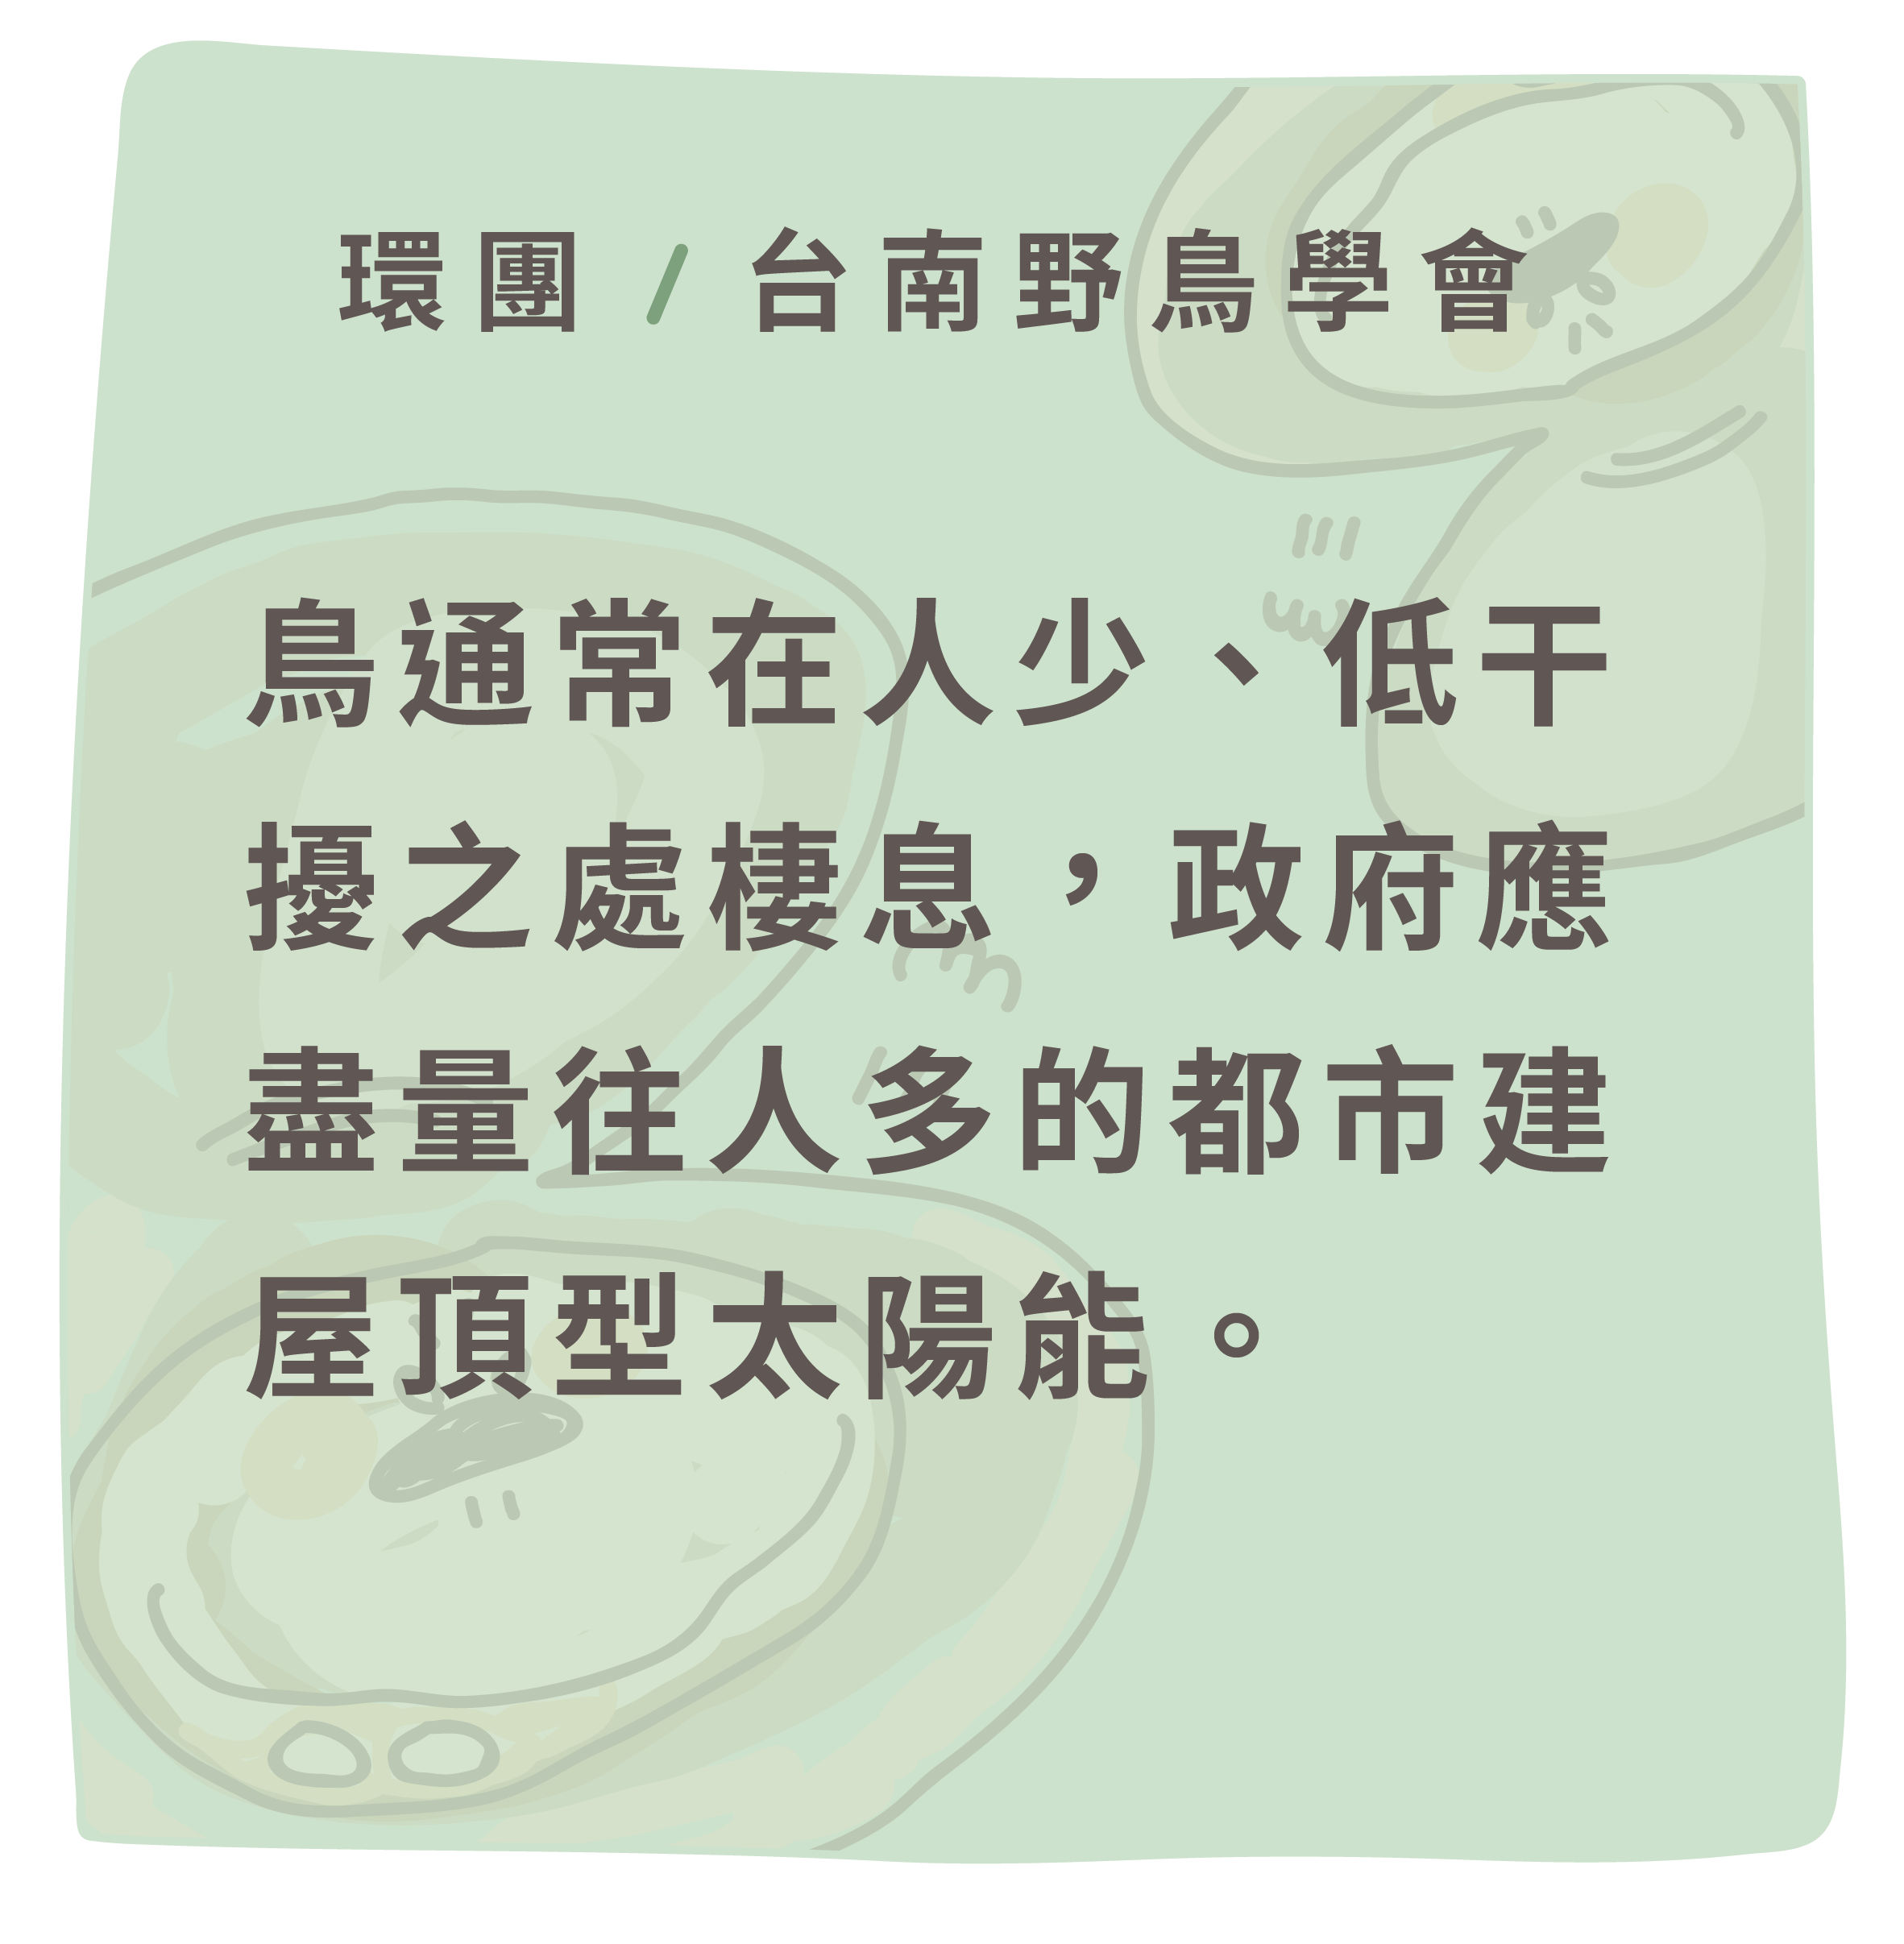 環團 / 台南野鳥學會
鳥通常在人少、低干
擾之處棲息，政府應
盡量往人多的都市建
屋頂型太陽能。